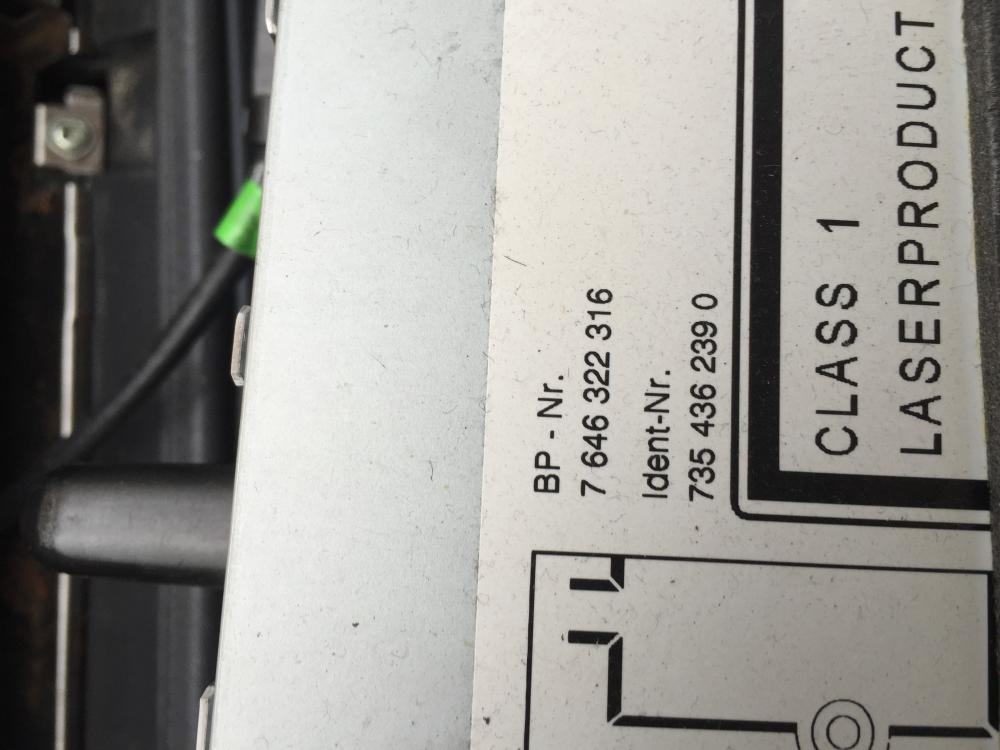 BP - Nr.
7 646 322 316
Ident-Nr.
735 436 239 0
CLASS 1
LASERPRODUCT